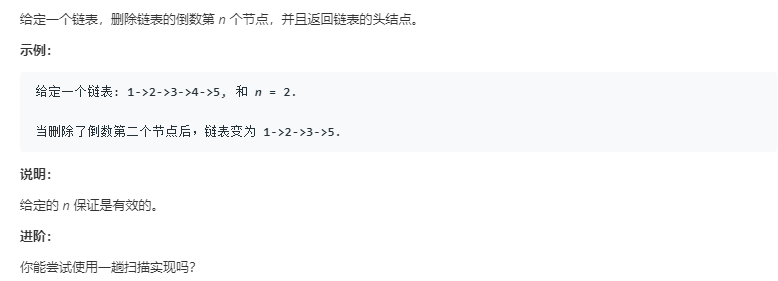 给定一个链表，删除链表的倒数第 n 个节点，并且返回链表的头结点。
示例：
给定一个链表: 1->2->3->4->5, 和 n = 2.
当删除了倒数第二个节点后，链表变为 1->2->3->5.
说明：
给定的 n 保证是有效的。
进阶：
你能尝试使用一趟扫描实现吗？